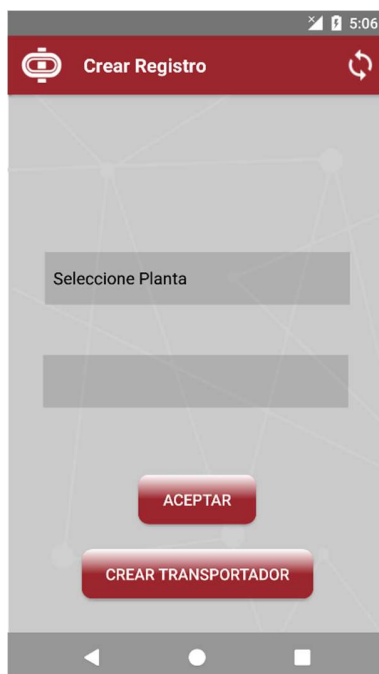 5:06
Crear Registro
Seleccione Planta
ACEPTAR
CREAR TRANSPORTADOR